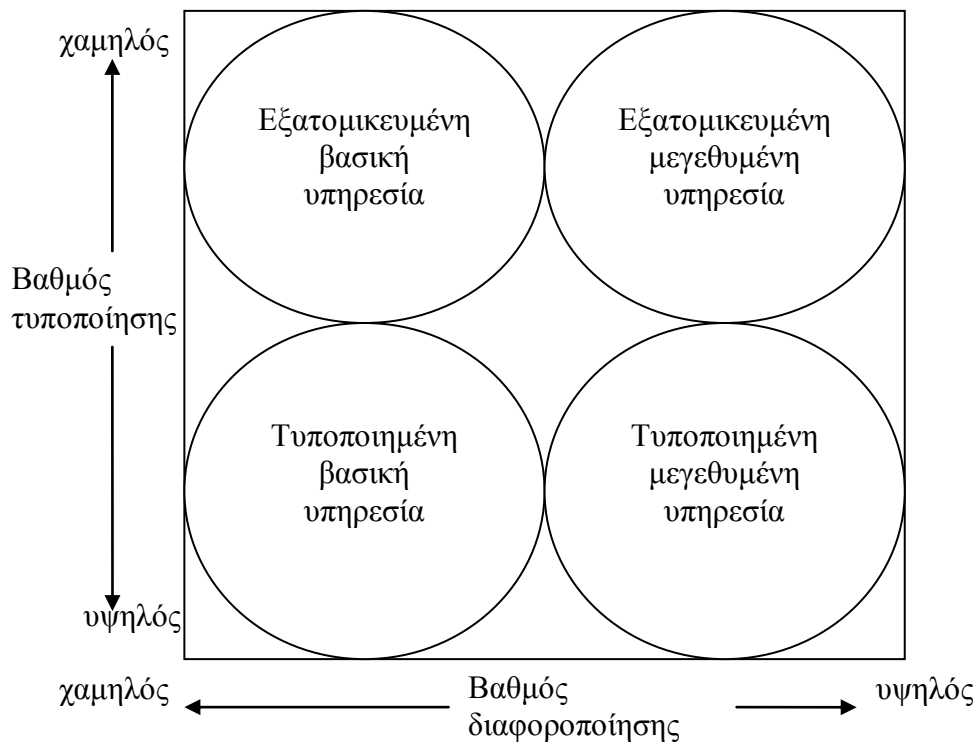 χαμηλός
Εξατομικευμένη
βασική
υπηρεσία
Εξατομικευμένη
μεγεθυμένη
υπηρεσία
Βαθμός
τυποποίησης
Τυποποιημένη
βασική
υπηρεσία
Τυποποιημένη
μεγεθυμένη
υπηρεσία
υψηλός
χαμηλός
Βαθμός
διαφοροποίησης
υψηλός